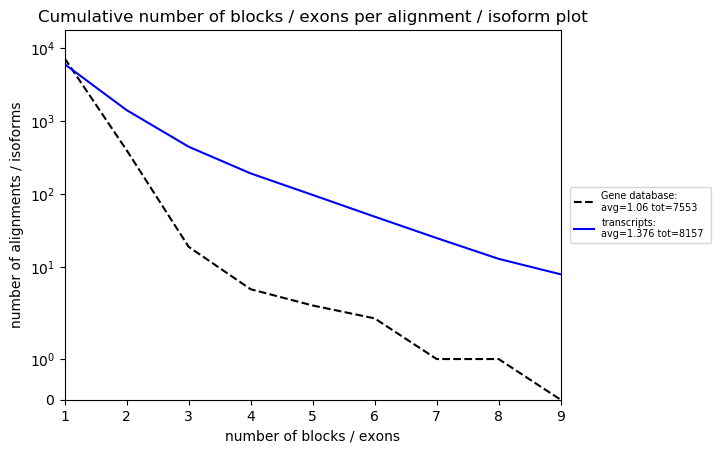 Cumulative number of blocks / exons per alignment / isoform plot
number of alignments / isoforms
10^4
10^3
10^2
10^1
10^0
0
1 2 3 4 5 6 7 8 9
number of blocks / exons
Gene database:
avg=1.06 tot=7553
transcripts:
avg=1.376 tot=8157